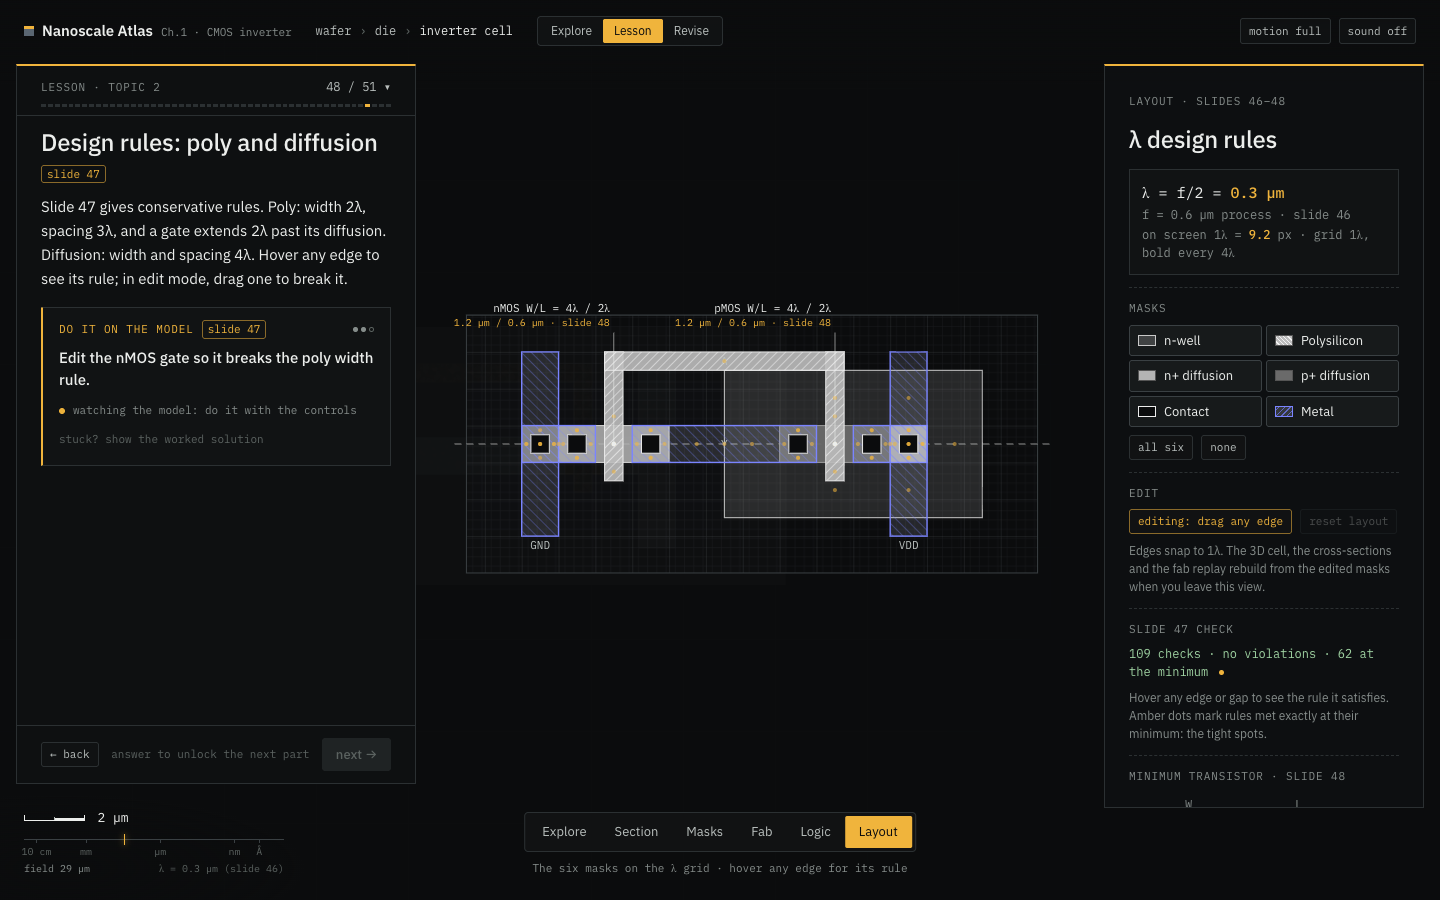 Nanoscale Atlas Ch.1 · CMOS inverter
wafer › die › inverter cell
Explore Lesson Revise
motion full sound off
LESSON · TOPIC 2 48 / 51 ▾
Design rules: poly and diffusion
slide 47
Slide 47 gives conservative rules. Poly: width 2λ,
spacing 3λ, and a gate extends 2λ past its diffusion.
Diffusion: width and spacing 4λ. Hover any edge to
see its rule; in edit mode, drag one to break it.
DO IT ON THE MODEL slide 47
Edit the nMOS gate so it breaks the poly width
rule.
watching the model: do it with the controls
stuck? show the worked solution
← back answer to unlock the next part next →
2 µm
10 cm mm µm nm Å
field 29 µm λ = 0.3 µm (slide 46)
nMOS W/L = 4λ / 2λ pMOS W/L = 4λ / 2λ
1.2 µm / 0.6 µm · slide 48 1.2 µm / 0.6 µm · slide 48
Y
GND VDD
Explore Section Masks Fab Logic Layout
The six masks on the λ grid · hover any edge for its rule
LAYOUT · SLIDES 46–48
λ design rules
λ = f/2 = 0.3 µm
f = 0.6 µm process · slide 46
on screen 1λ = 9.2 px · grid 1λ,
bold every 4λ
MASKS
n-well Polysilicon
n+ diffusion p+ diffusion
Contact Metal
all six none
EDIT
editing: drag any edge reset layout
Edges snap to 1λ. The 3D cell, the cross-sections
and the fab replay rebuild from the edited masks
when you leave this view.
SLIDE 47 CHECK
109 checks · no violations · 62 at
the minimum
Hover any edge or gap to see the rule it satisfies.
Amber dots mark rules met exactly at their
minimum: the tight spots.
MINIMUM TRANSISTOR · SLIDE 48
W